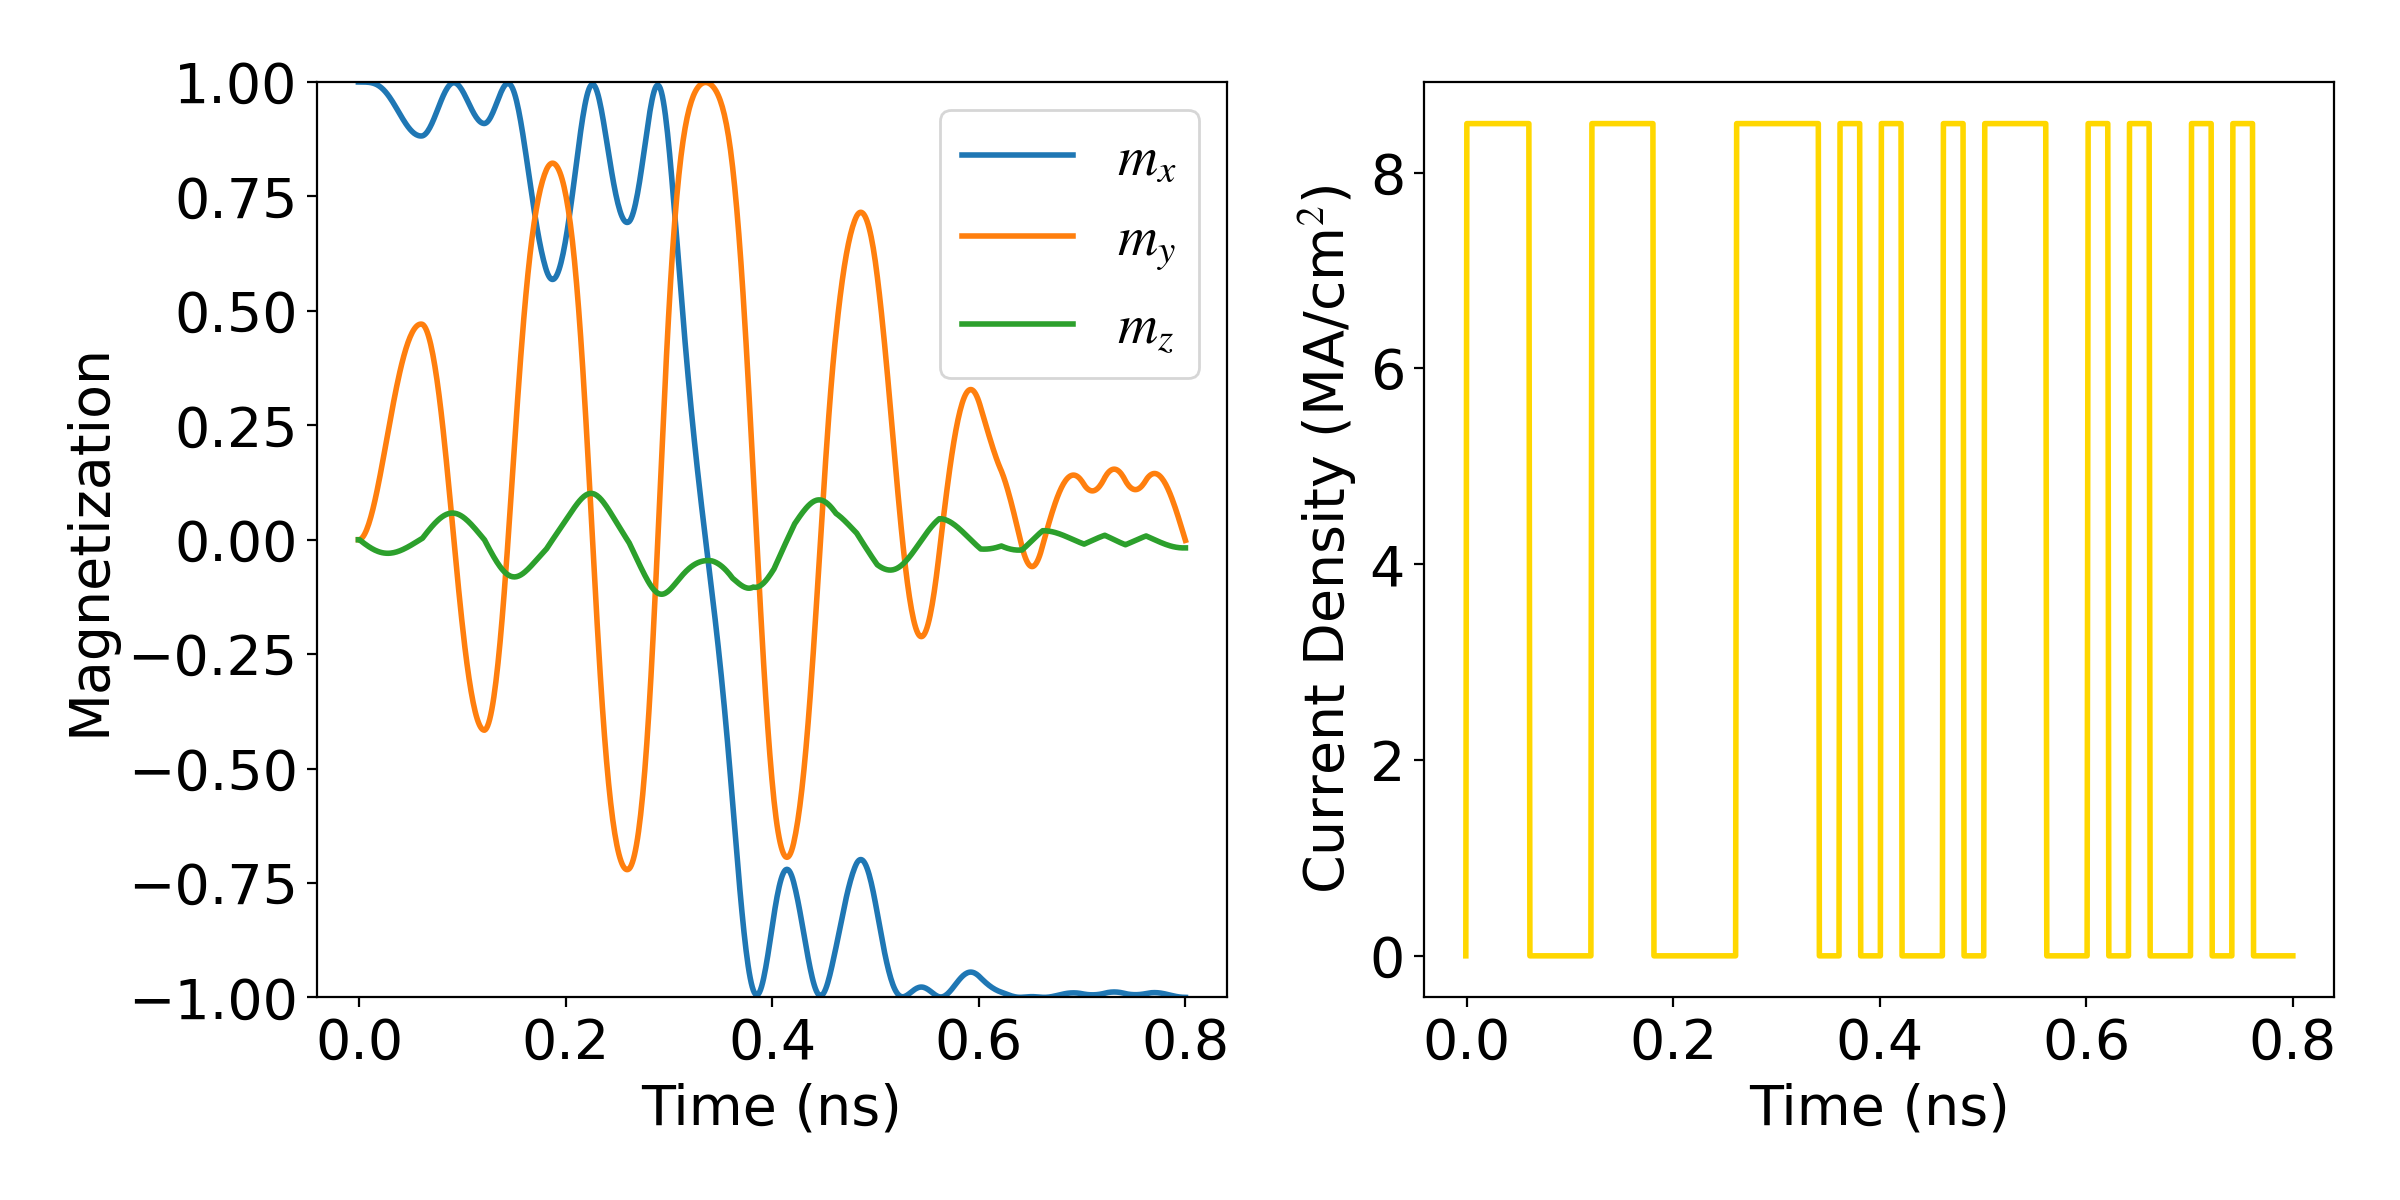 1.00
0.75
0.50
0.25
0.00
−0.25
−0.50
−0.75
−1.00
Magnetization
0.0 0.2 0.4 0.6 0.8
Time (ns)
mₓ
m_y
m_z
8
6
4
2
0
Current Density (MA/cm²)
0.0 0.2 0.4 0.6 0.8
Time (ns)